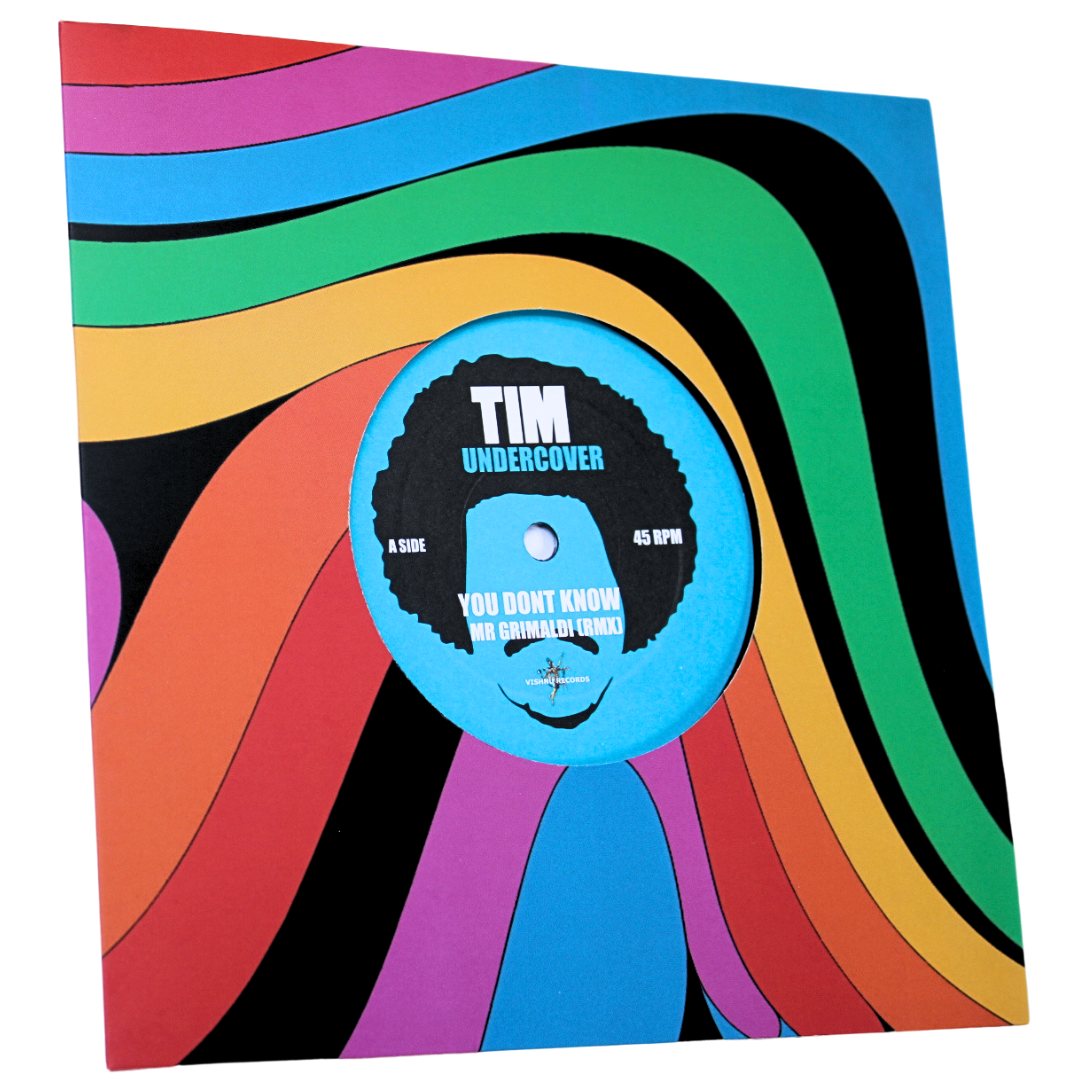 TIM
UNDERCOVER
A SIDE
45 RPM
YOU DONT KNOW
MR GRIMALDI (RMX)
VISHNU RECORDS